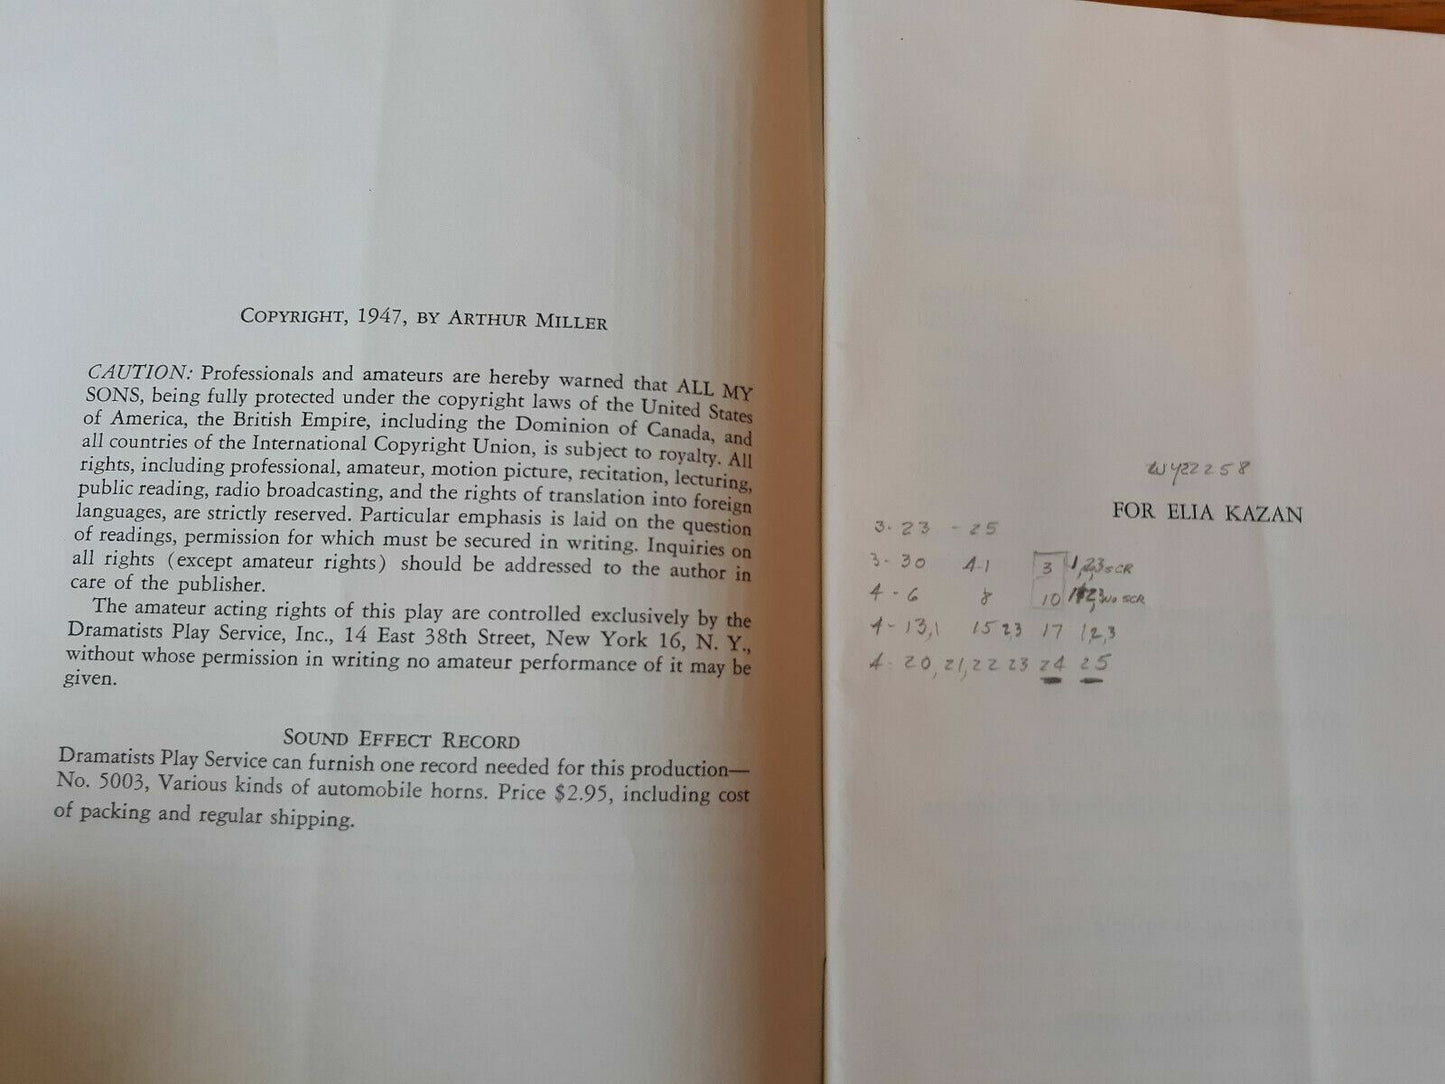 COPYRIGHT, 1947, BY ARTHUR MILLER
CAUTION: Professionals and amateurs are hereby warned that ALL MY
SONS, being fully protected under the copyright laws of the United States
of America, the British Empire, including the Dominion of Canada, and
all countries of the International Copyright Union, is subject to royalty. All
rights, including professional, amateur, motion picture, recitation, lecturing,
public reading, radio broadcasting, and the rights of translation into foreign
languages, are strictly reserved. Particular emphasis is laid on the question
of readings, permission for which must be secured in writing. Inquiries on
all rights (except amateur rights) should be addressed to the author in
care of the publisher.
The amateur acting rights of this play are controlled exclusively by the
Dramatists Play Service, Inc., 14 East 38th Street, New York 16, N. Y.,
without whose permission in writing no amateur performance of it may be
given.
SOUND EFFECT RECORD
Dramatists Play Service can furnish one record needed for this production—
No. 5003, Various kinds of automobile horns. Price $2.95, including cost
of packing and regular shipping.
WY22258
FOR ELIA KAZAN
3-23 - 25
3-30 4-1 3 1,2,3 SCR
4-6 8 10 No SCR
4-13,1 15 23 17 1,2,3
4-20,21,22 23 24 25